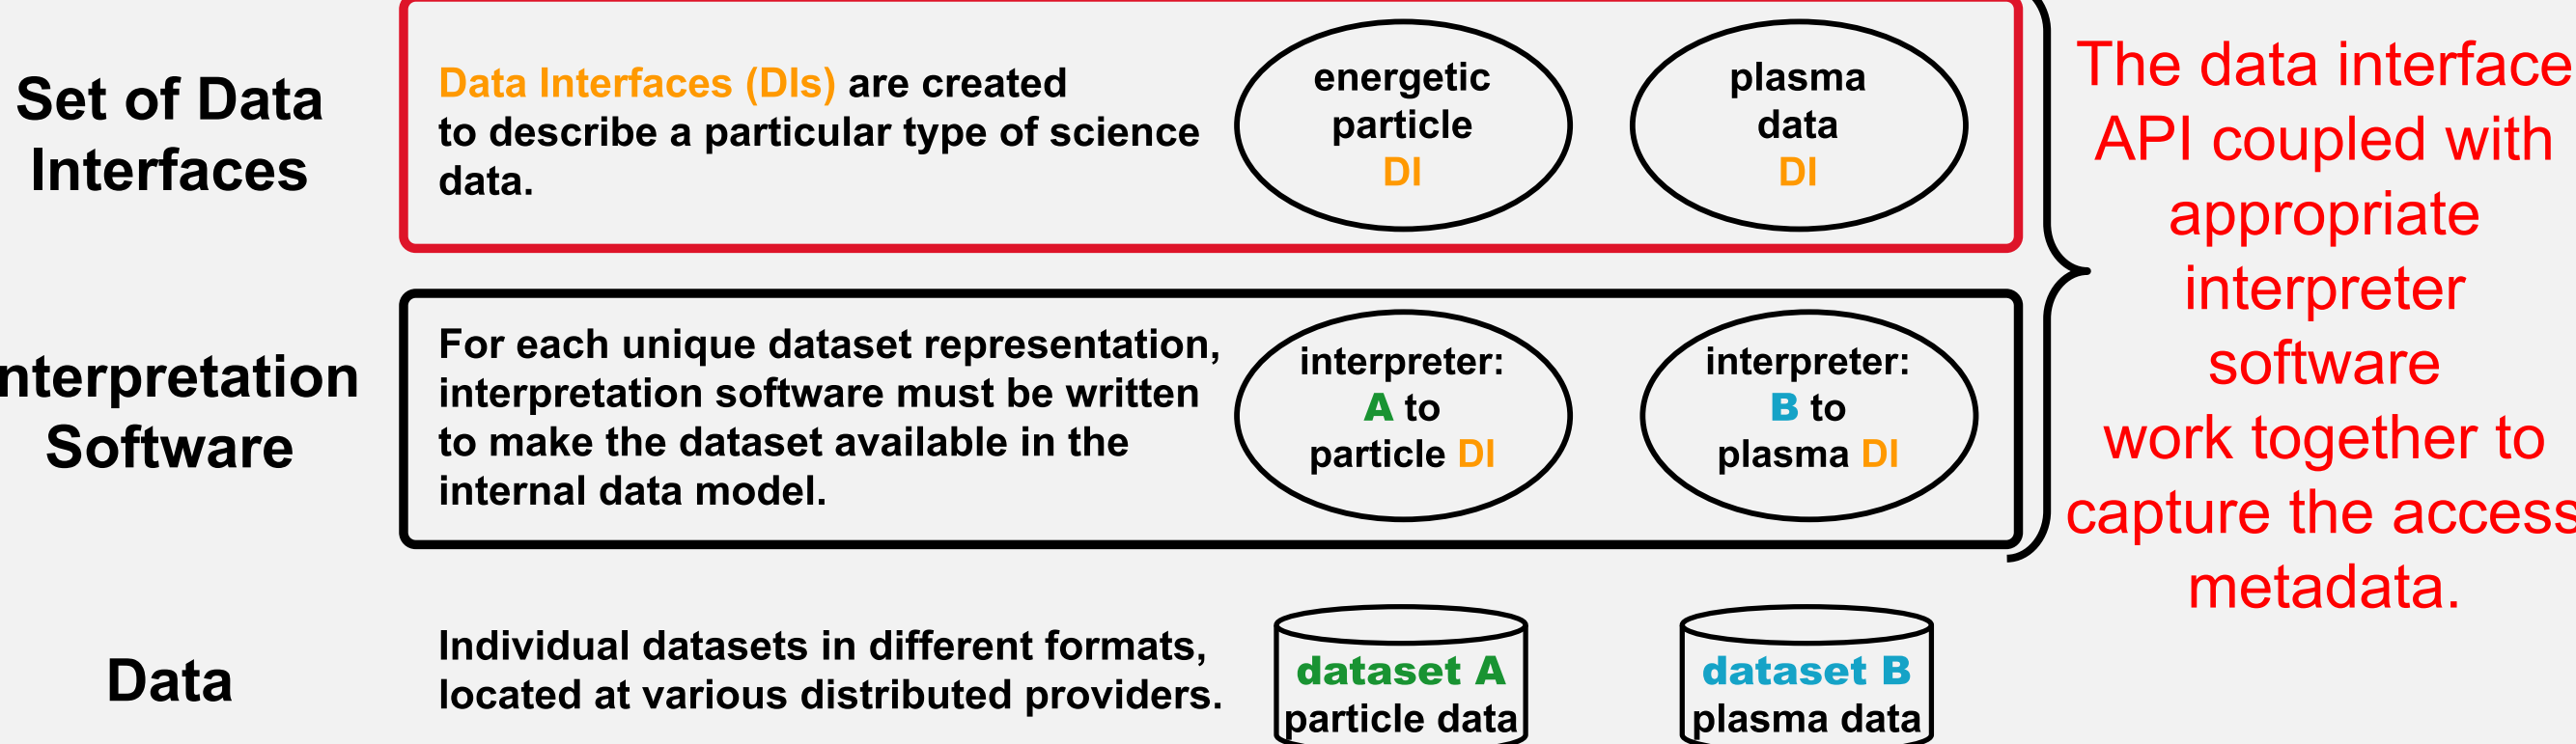 Set of Data
Interfaces
Data Interfaces (DIs) are created
to describe a particular type of science
data.
energetic
particle
DI
plasma
data
DI
The data interface
API coupled with
appropriate
interpreter
software
work together to
capture the access
metadata.
nterpretation
Software
For each unique dataset representation,
interpretation software must be written
to make the dataset available in the
internal data model.
interpreter:
A to
particle DI
interpreter:
B to
plasma DI
Data
Individual datasets in different formats,
located at various distributed providers.
dataset A
particle data
dataset B
plasma data